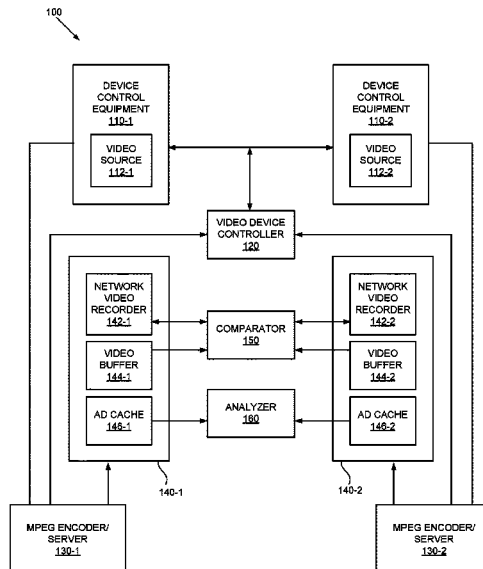 100
DEVICE
CONTROL
EQUIPMENT
110-1
VIDEO
SOURCE
112-1
DEVICE
CONTROL
EQUIPMENT
110-2
VIDEO
SOURCE
112-2
VIDEO DEVICE
CONTROLLER
120
NETWORK
VIDEO
RECORDER
142-1
VIDEO
BUFFER
144-1
AD CACHE
146-1
COMPARATOR
150
ANALYZER
160
NETWORK
VIDEO
RECORDER
142-2
VIDEO
BUFFER
144-2
AD CACHE
146-2
140-1
140-2
MPEG ENCODER/
SERVER
130-1
MPEG ENCODER/
SERVER
130-2